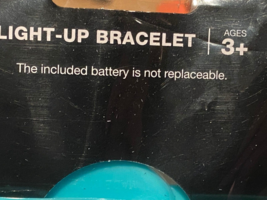 LIGHT-UP BRACELET | AGES 3+
The included battery is not replaceable.